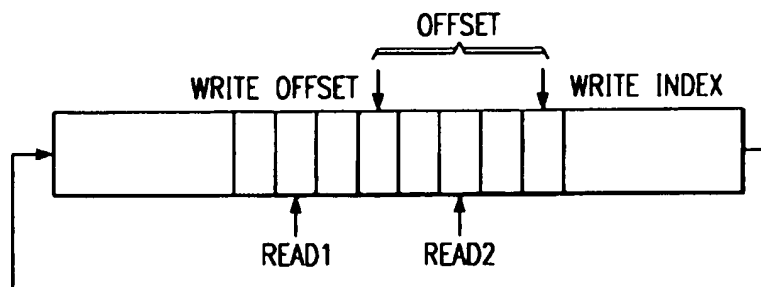 OFFSET
WRITE OFFSET
WRITE INDEX
READ1
READ2